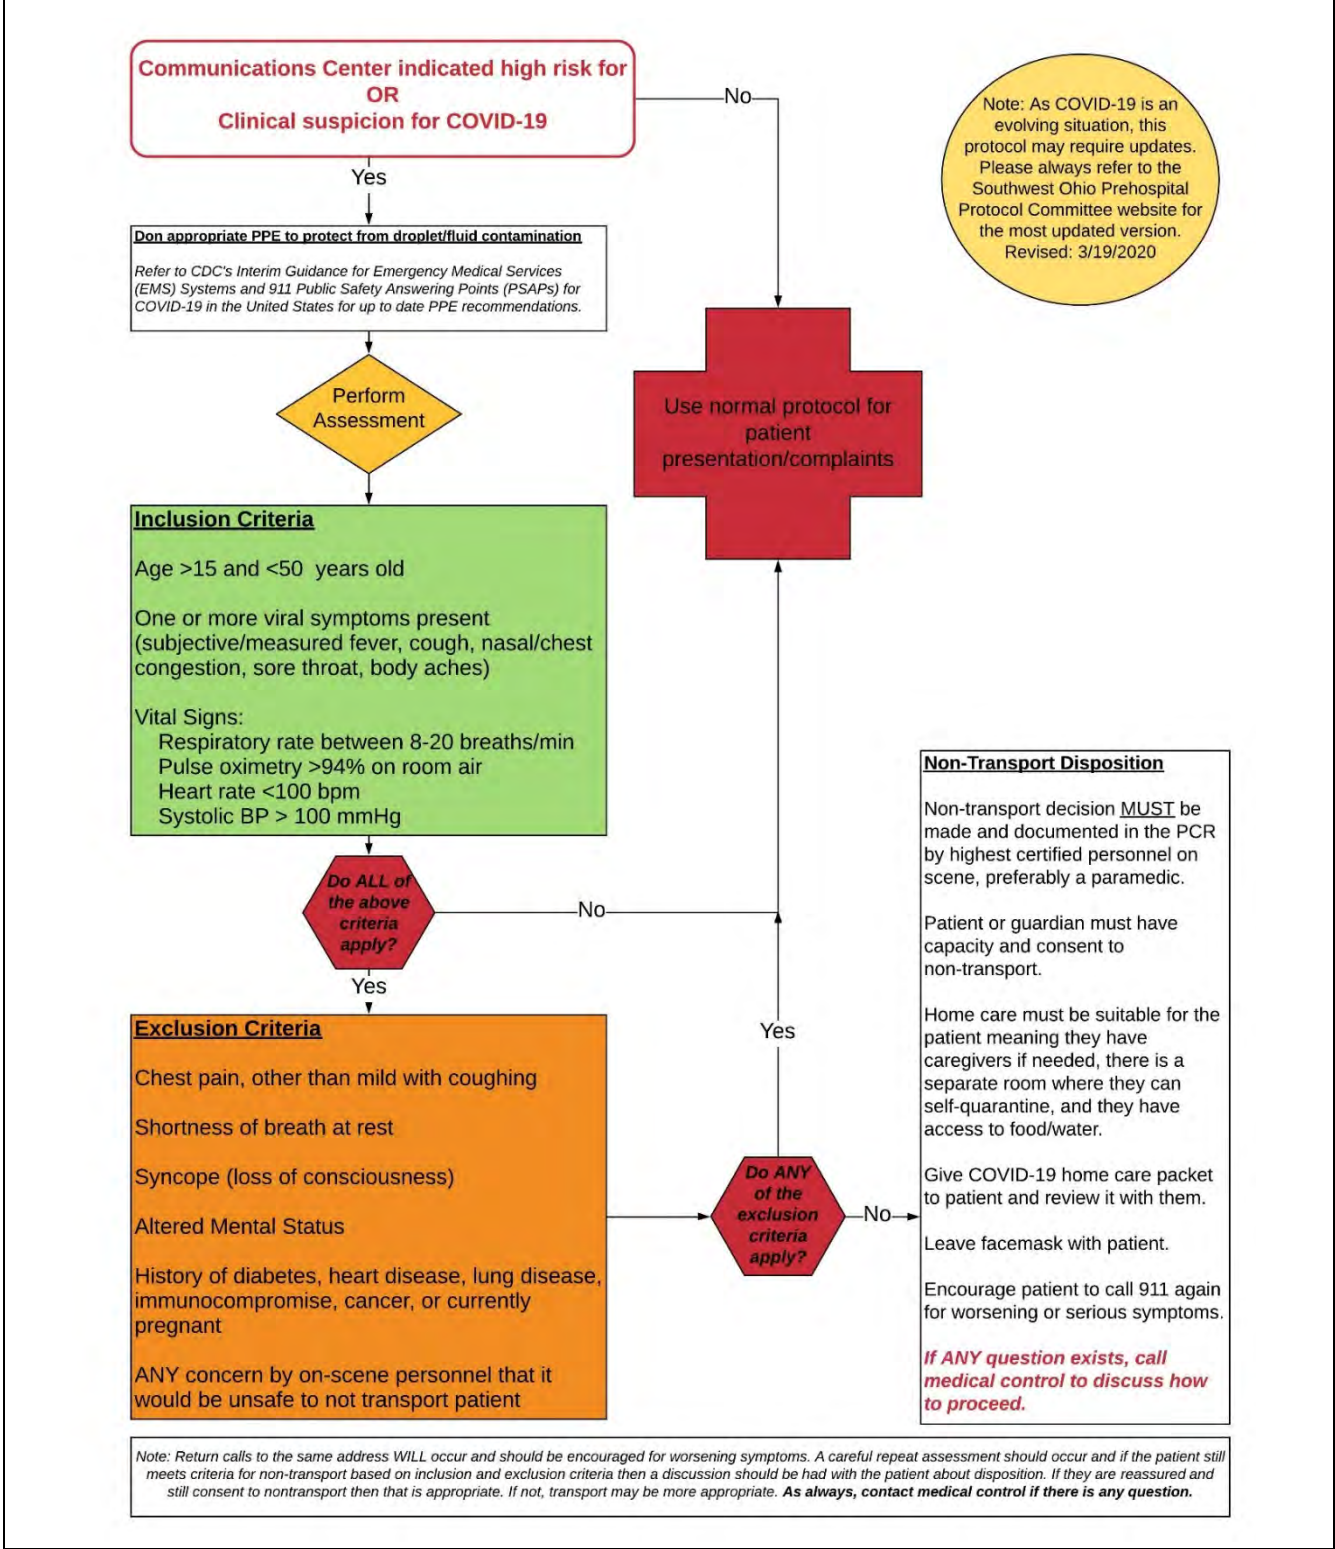 Communications Center indicated high risk for
OR
Clinical suspicion for COVID-19
No
Note: As COVID-19 is an
evolving situation, this
protocol may require updates.
Please always refer to the
Southwest Ohio Prehospital
Protocol Committee website for
the most updated version.
Revised: 3/19/2020
Yes
Don appropriate PPE to protect from droplet/fluid contamination
Refer to CDC's Interim Guidance for Emergency Medical Services
(EMS) Systems and 911 Public Safety Answering Points (PSAPs) for
COVID-19 in the United States for up to date PPE recommendations.
Perform
Assessment
Use normal protocol for
patient
presentation/complaints
Inclusion Criteria
Age >15 and <50 years old
One or more viral symptoms present
(subjective/measured fever, cough, nasal/chest
congestion, sore throat, body aches)
Vital Signs:
Respiratory rate between 8-20 breaths/min
Pulse oximetry >94% on room air
Heart rate <100 bpm
Systolic BP > 100 mmHg
Do ALL of
the above
criteria
apply?
No
Yes
Exclusion Criteria
Chest pain, other than mild with coughing
Shortness of breath at rest
Syncope (loss of consciousness)
Altered Mental Status
History of diabetes, heart disease, lung disease,
immunocompromise, cancer, or currently
pregnant
ANY concern by on-scene personnel that it
would be unsafe to not transport patient
Yes
Do ANY
of the
exclusion
criteria
apply?
No
Non-Transport Disposition
Non-transport decision MUST be
made and documented in the PCR
by highest certified personnel on
scene, preferably a paramedic.
Patient or guardian must have
capacity and consent to
non-transport.
Home care must be suitable for the
patient meaning they have
caregivers if needed, there is a
separate room where they can
self-quarantine, and they have
access to food/water.
Give COVID-19 home care packet
to patient and review it with them.
Leave facemask with patient.
Encourage patient to call 911 again
for worsening or serious symptoms.
If ANY question exists, call
medical control to discuss how
to proceed.
Note: Return calls to the same address WILL occur and should be encouraged for worsening symptoms. A careful repeat assessment should occur and if the patient still
meets criteria for non-transport based on inclusion and exclusion criteria then a discussion should be had with the patient about disposition. If they are reassured and
still consent to nontransport then that is appropriate. If not, transport may be more appropriate. As always, contact medical control if there is any question.